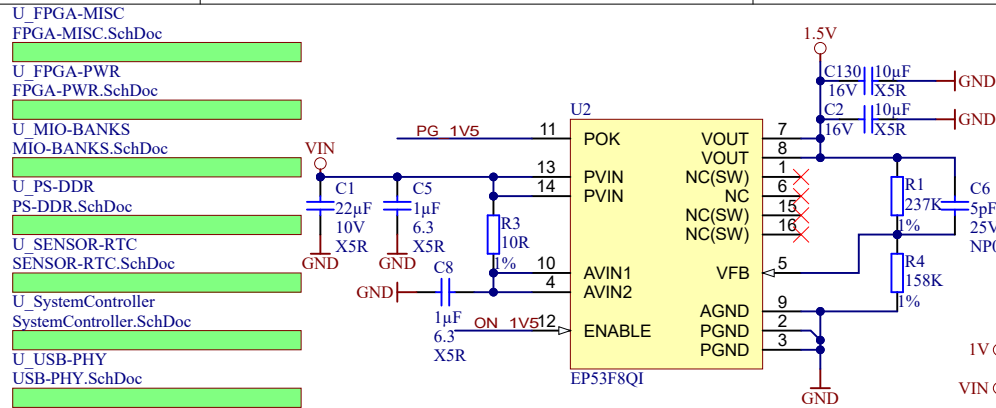 U_FPGA-MISC
FPGA-MISC.SchDoc
U_FPGA-PWR
FPGA-PWR.SchDoc
U_MIO-BANKS
MIO-BANKS.SchDoc
U_PS-DDR
PS-DDR.SchDoc
U_SENSOR-RTC
SENSOR-RTC.SchDoc
U_SystemController
SystemController.SchDoc
U_USB-PHY
USB-PHY.SchDoc
VIN
C1
22µF
10V
X5R
GND
C5
1µF
6.3
X5R
GND
R3
10R
1%
GND
C8
1µF
6.3
X5R
PG_1V5
ON_1V5
U2
11 POK
13 PVIN
14 PVIN
10 AVIN1
4 AVIN2
12 ENABLE
VOUT 7
VOUT 8
NC(SW) 1
NC 6
NC(SW) 15
NC(SW) 16
VFB 5
AGND 9
PGND 2
PGND 3
EP53F8QI
1.5V
C130 10µF
16V X5R
GND
C2 10µF
16V X5R
GND
R1
237K
1%
C6
5pF
25V
R4
158K
1%
GND
1V
VIN